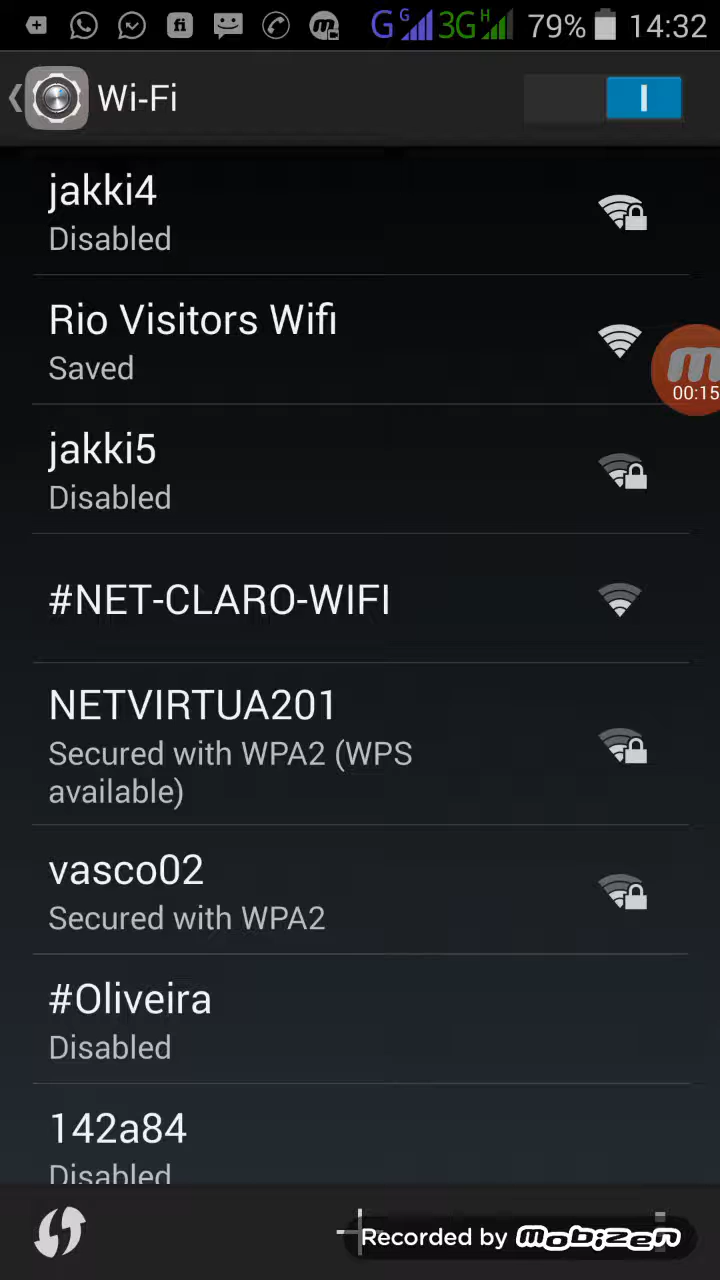 G G 3G H 79% 14:32
Wi-Fi
jakki4
Disabled
Rio Visitors Wifi
Saved
m
00:15
jakki5
Disabled
#NET-CLARO-WIFI
NETVIRTUA201
Secured with WPA2 (WPS
available)
vasco02
Secured with WPA2
#Oliveira
Disabled
142a84
Disabled
Recorded by mobizen